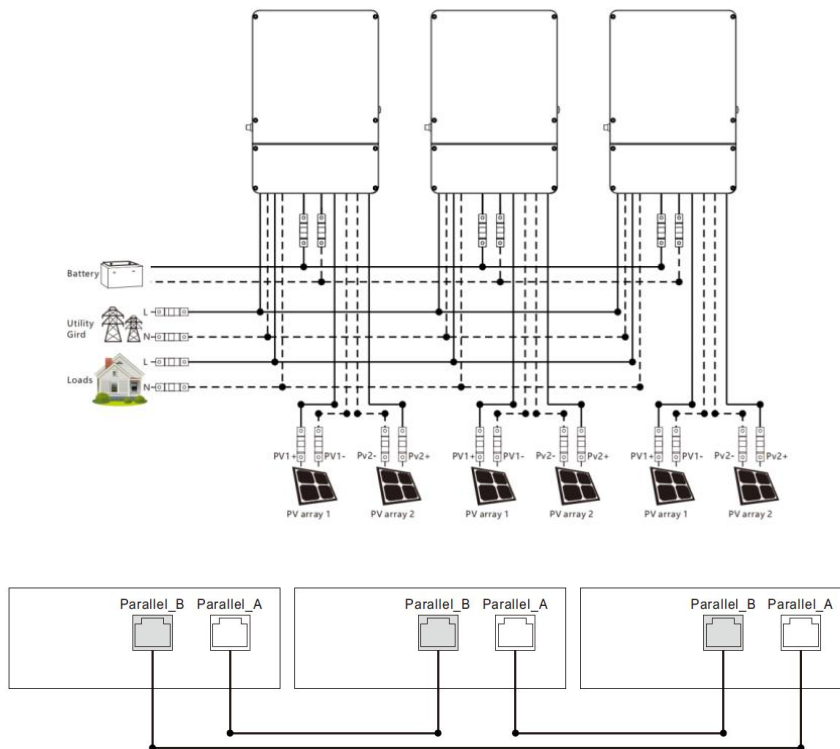 Battery
L
Utility
Gird
N
L
Loads
N
PV1+ PV1- Pv2- Pv2+ PV1+ PV1- Pv2- Pv2+ PV1+ PV1- Pv2- Pv2+
PV array 1 PV array 2 PV array 1 PV array 2 PV array 1 PV array 2
Parallel_B Parallel_A Parallel_B Parallel_A Parallel_B Parallel_A